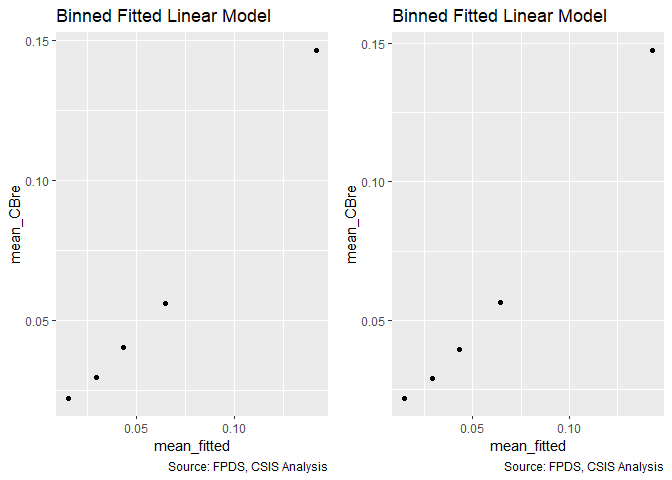 Binned Fitted Linear Model
0.15
0.10
0.05
mean_CBre
0.05 0.10
mean_fitted
Source: FPDS, CSIS Analysis
Binned Fitted Linear Model
0.15
0.10
0.05
mean_CBre
0.05 0.10
mean_fitted
Source: FPDS, CSIS Analysis